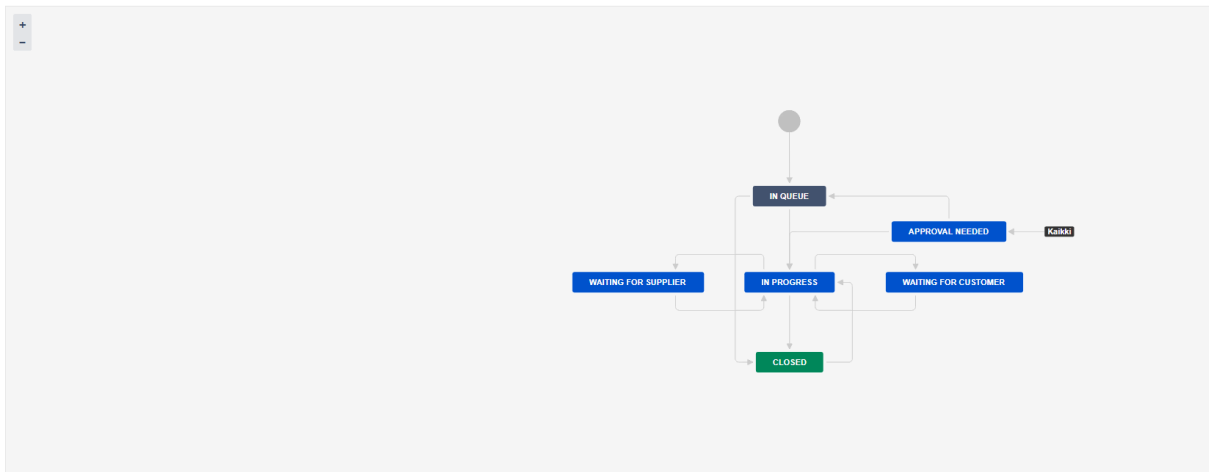 +
−
IN QUEUE
APPROVAL NEEDED
Kaikki
WAITING FOR SUPPLIER
IN PROGRESS
WAITING FOR CUSTOMER
CLOSED